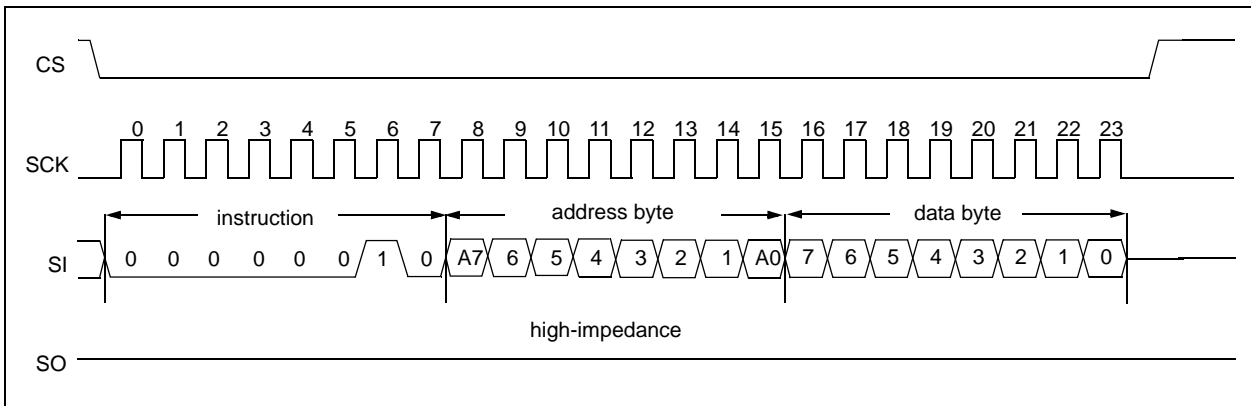 CS
0 1 2 3 4 5 6 7 8 9 10 11 12 13 14 15 16 17 18 19 20 21 22 23
SCK
instruction address byte data byte
SI 0 0 0 0 0 0 1 0 A7 6 5 4 3 2 1 A0 7 6 5 4 3 2 1 0
high-impedance
SO